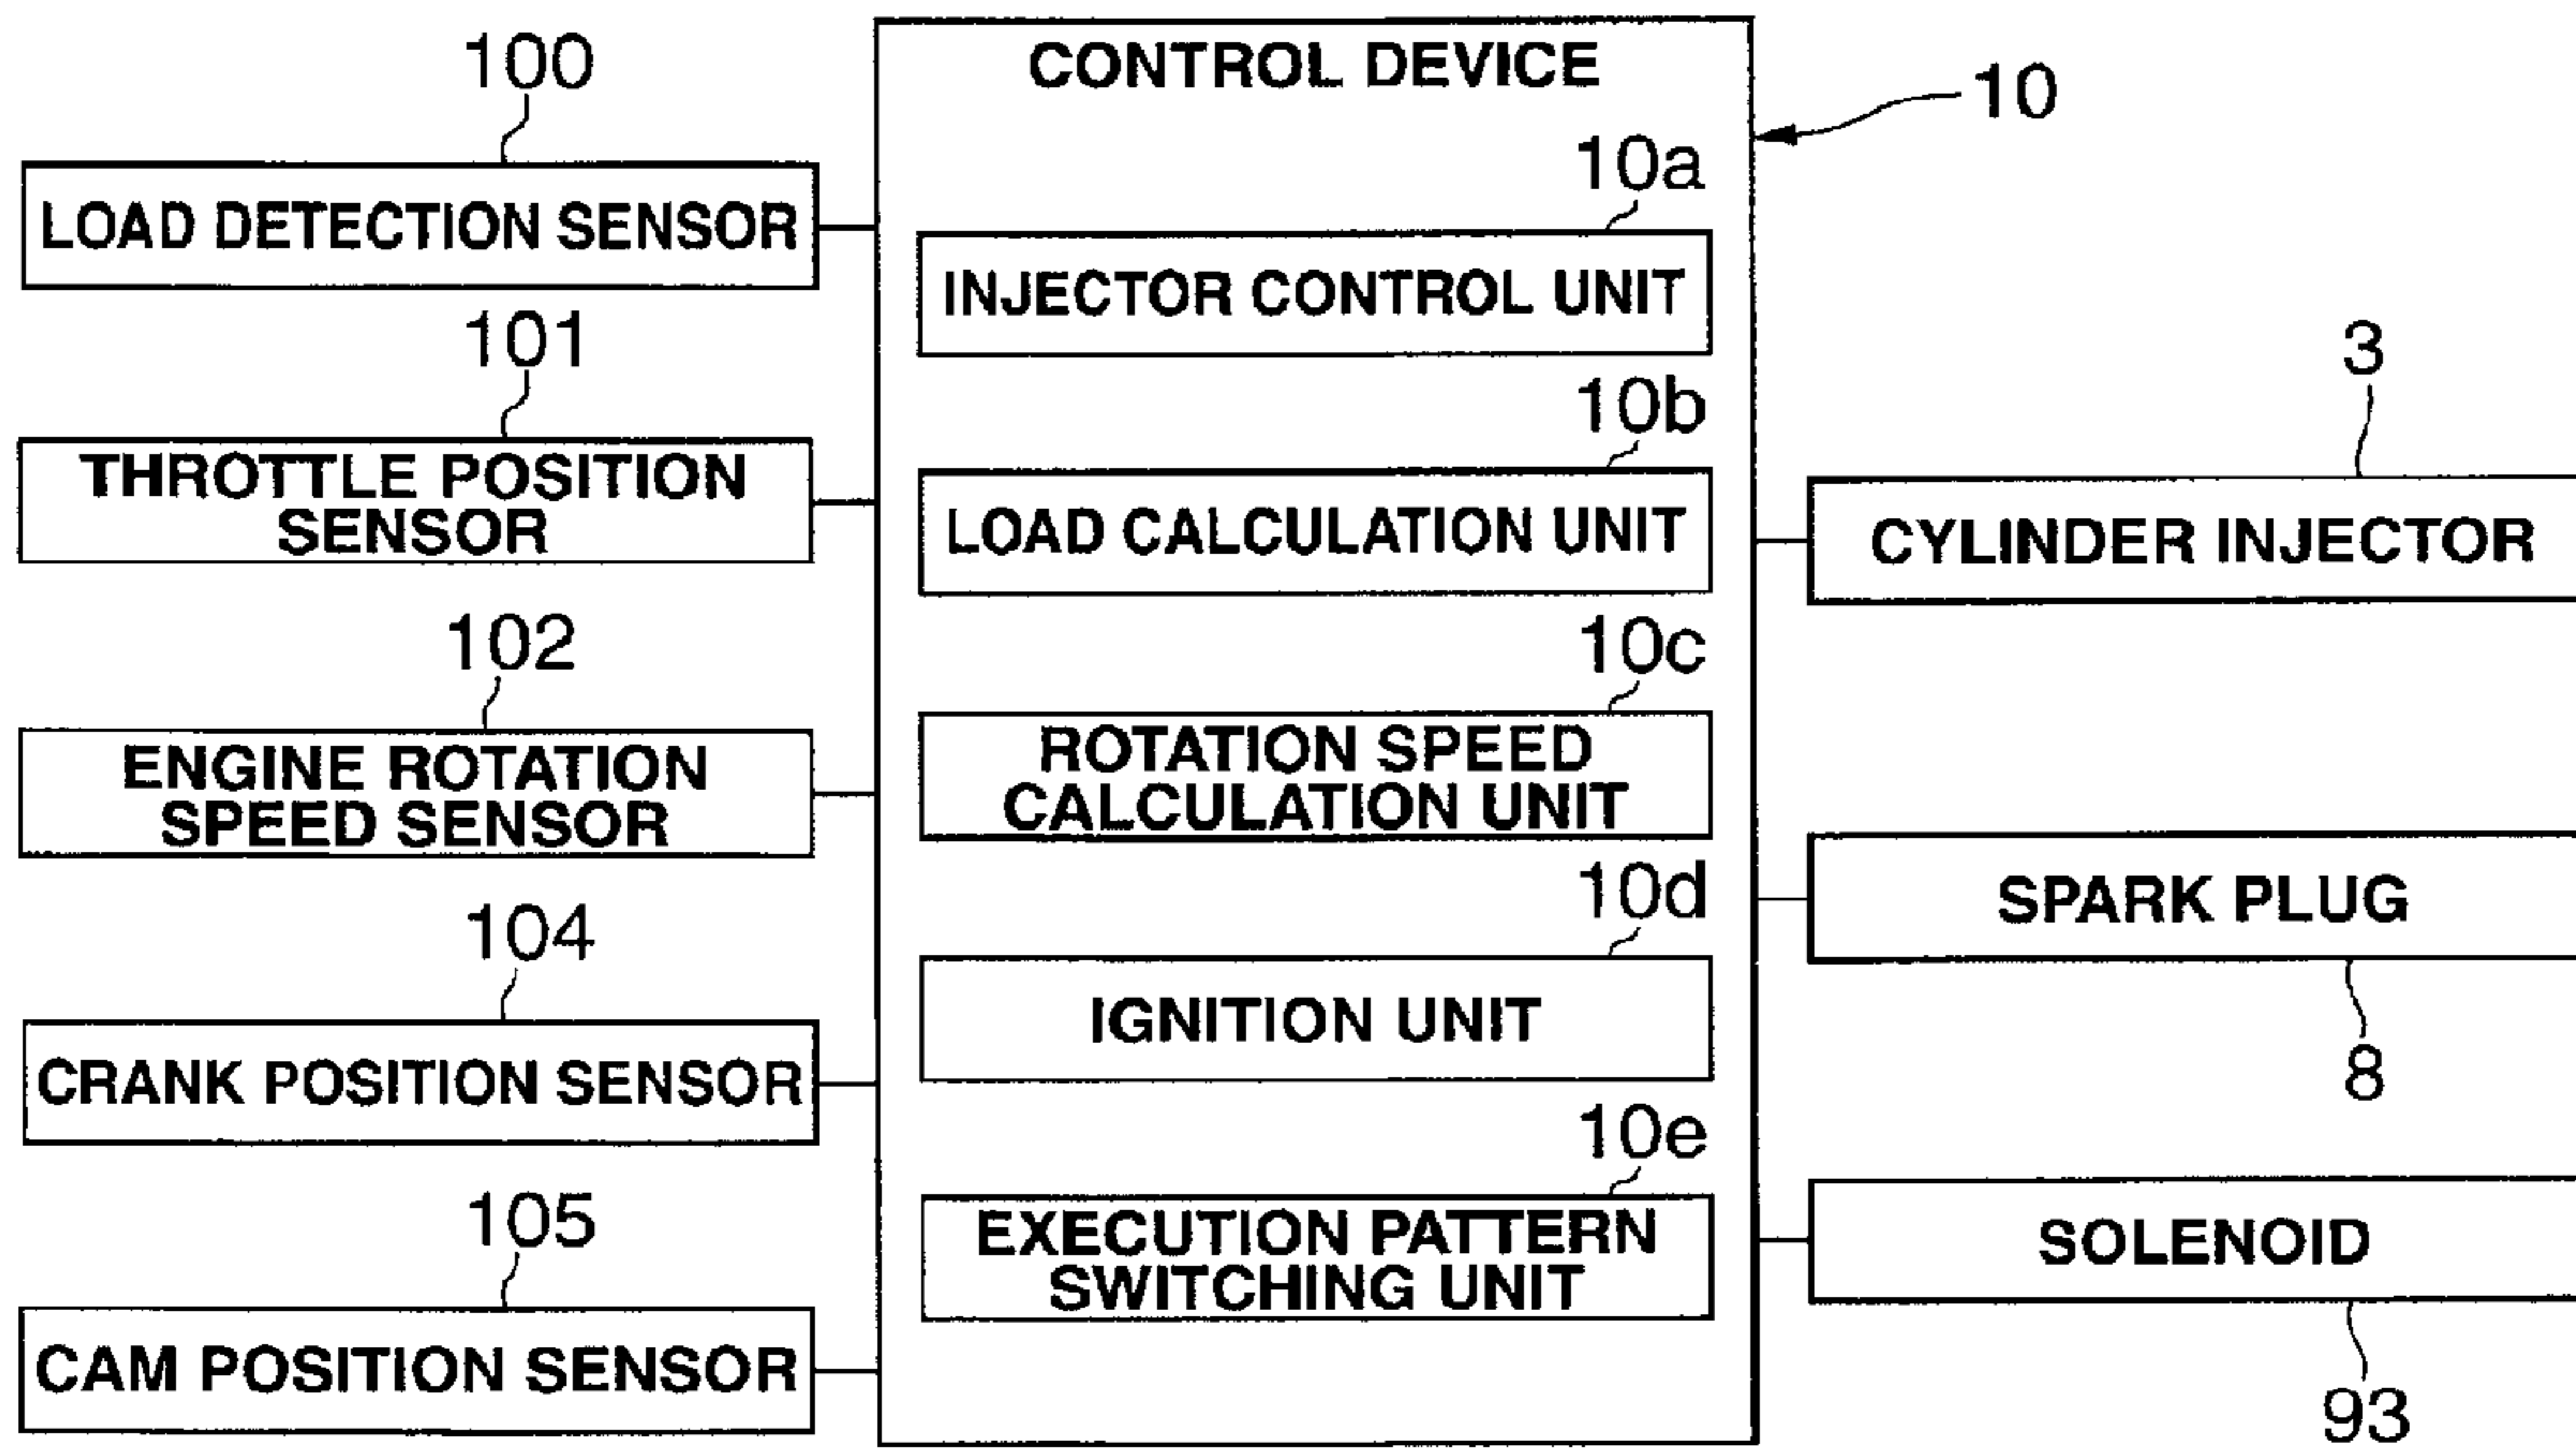 100
LOAD DETECTION SENSOR
101
THROTTLE POSITION
SENSOR
102
ENGINE ROTATION
SPEED SENSOR
104
CRANK POSITION SENSOR
105
CAM POSITION SENSOR
CONTROL DEVICE
10
10a
INJECTOR CONTROL UNIT
10b
LOAD CALCULATION UNIT
10c
ROTATION SPEED
CALCULATION UNIT
10d
IGNITION UNIT
10e
EXECUTION PATTERN
SWITCHING UNIT
3
CYLINDER INJECTOR
SPARK PLUG
8
SOLENOID
93